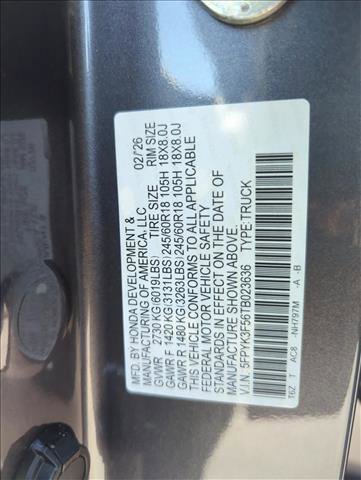 MFD. BY HONDA DEVELOPMENT & 02/26
MANUFACTURING OF AMERICA, LLC
TIRE SIZE RIM SIZE
GVWR 2730 KG(6019LBS)
GAWR F 1420 KG(3131LBS) 245/60R18 105H 18X8.0J
GAWR R 1480 KG(3263LBS) 245/60R18 105H 18X8.0J
THIS VEHICLE CONFORMS TO ALL APPLICABLE
FEDERAL MOTOR VEHICLE SAFETY
STANDARDS IN EFFECT ON THE DATE OF
MANUFACTURE SHOWN ABOVE.
V.I.N. 5FPYK3F56TB023636 TYPE-TRUCK
T6Z T AC8 -NH797M -A -B